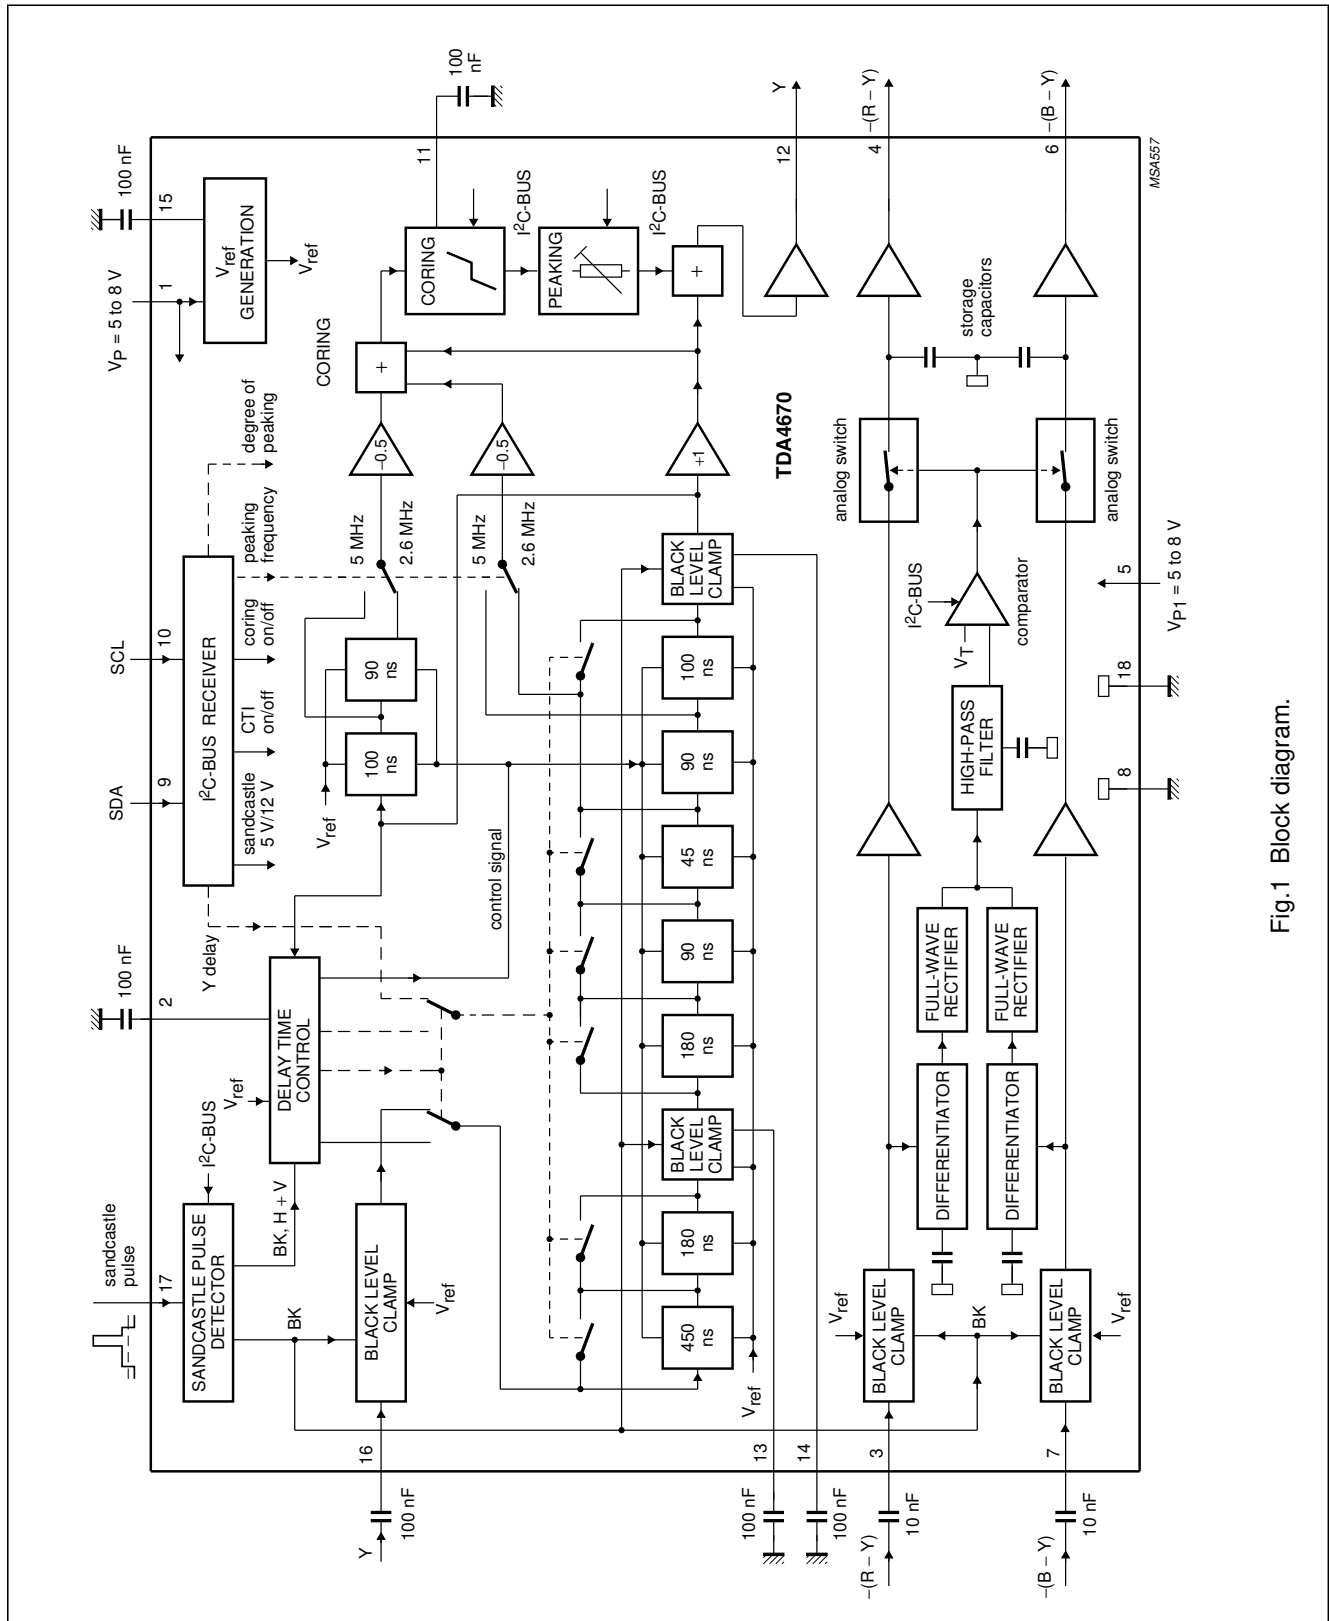 sandcastle
pulse
17
SANDCASTLE PULSE
DETECTOR
I²C-BUS
BK, H + V
BK
V_ref
DELAY TIME
CONTROL
2
100 nF
Y delay
SDA
9
SCL
10
I²C-BUS RECEIVER
sandcastle
5 V/12 V
CTI
on/off
coring
on/off
peaking
frequency
degree of
peaking
V_P = 5 to 8 V
1
15
100 nF
V_ref
GENERATION
V_ref
Y
100 nF
16
BLACK LEVEL
CLAMP
V_ref
control signal
V_ref
100
ns
90
ns
5 MHz
2.6 MHz
5 MHz
2.6 MHz
–0.5
–0.5
CORING
+
CORING
11
100
nF
I²C-BUS
PEAKING
I²C-BUS
+
450
ns
180
ns
BLACK
LEVEL
CLAMP
180
ns
90
ns
45
ns
90
ns
100
ns
BLACK
LEVEL
CLAMP
+1
V_ref
12
Y
13
100 nF
14
100 nF
TDA4670
–(R – Y)
10 nF
3
V_ref
BLACK LEVEL
CLAMP
BK
DIFFERENTIATOR
FULL-WAVE
RECTIFIER
DIFFERENTIATOR
FULL-WAVE
RECTIFIER
HIGH-PASS
FILTER
V_T
I²C-BUS
comparator
analog switch
analog switch
storage
capacitors
4
–(R – Y)
–(B – Y)
10 nF
7
BLACK LEVEL
CLAMP
V_ref
6
–(B – Y)
8
18
5
V_P1 = 5 to 8 V
MSA557
Fig.1 Block diagram.